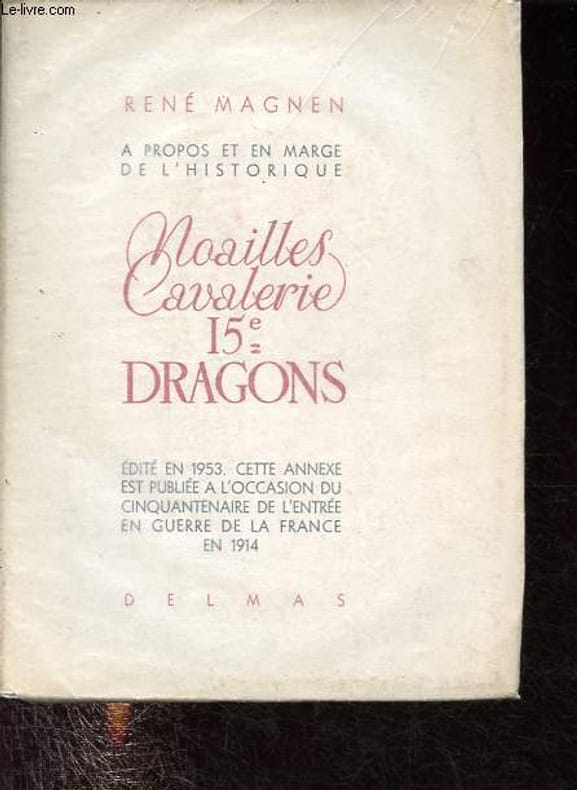 Le-livre.com
RENÉ MAGNEN
A PROPOS ET EN MARGE
DE L'HISTORIQUE
Noailles
Cavalerie
15e
DRAGONS
ÉDITÉ EN 1953. CETTE ANNEXE
EST PUBLIÉE A L'OCCASION DU
CINQUANTENAIRE DE L'ENTRÉE
EN GUERRE DE LA FRANCE
EN 1914
DELMAS